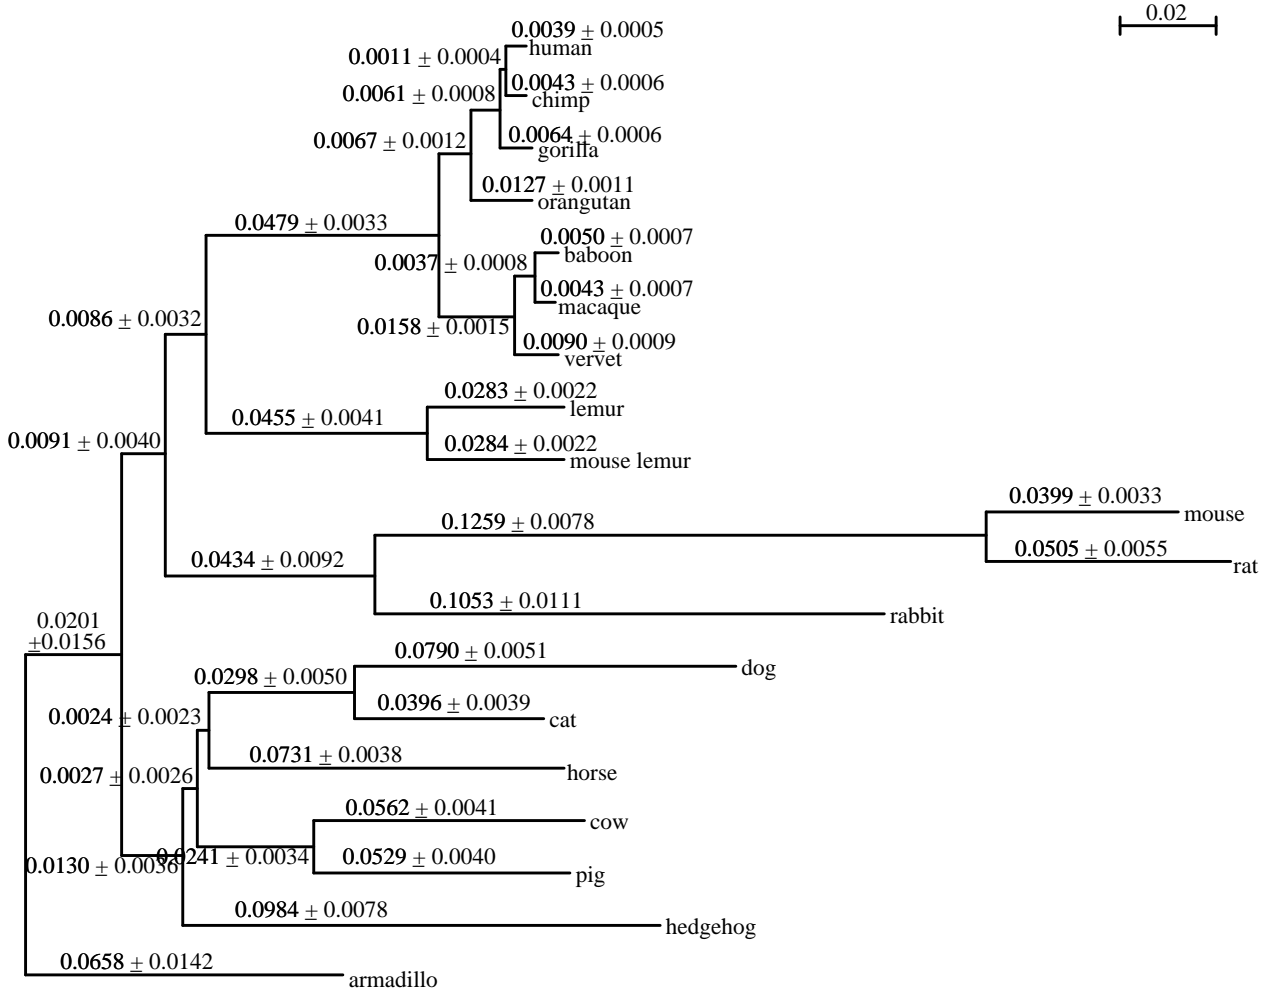 0.02
0.0039 ± 0.0005
human
0.0011 ± 0.0004
0.0043 ± 0.0006
chimp
0.0061 ± 0.0008
0.0064 ± 0.0006
gorilla
0.0067 ± 0.0012
0.0127 ± 0.0011
orangutan
0.0479 ± 0.0033
0.0050 ± 0.0007
baboon
0.0037 ± 0.0008
0.0043 ± 0.0007
macaque
0.0086 ± 0.0032
0.0158 ± 0.0015
0.0090 ± 0.0009
vervet
0.0283 ± 0.0022
lemur
0.0455 ± 0.0041
0.0091 ± 0.0040
0.0284 ± 0.0022
mouse lemur
0.0399 ± 0.0033
mouse
0.1259 ± 0.0078
0.0505 ± 0.0055
rat
0.0434 ± 0.0092
0.1053 ± 0.0111
rabbit
0.0201
±0.0156
0.0790 ± 0.0051
dog
0.0298 ± 0.0050
0.0396 ± 0.0039
cat
0.0024 ± 0.0023
0.0731 ± 0.0038
horse
0.0027 ± 0.0026
0.0562 ± 0.0041
cow
0.0130 ± 0.0036
0.0241 ± 0.0034
0.0529 ± 0.0040
pig
0.0984 ± 0.0078
hedgehog
0.0658 ± 0.0142
armadillo